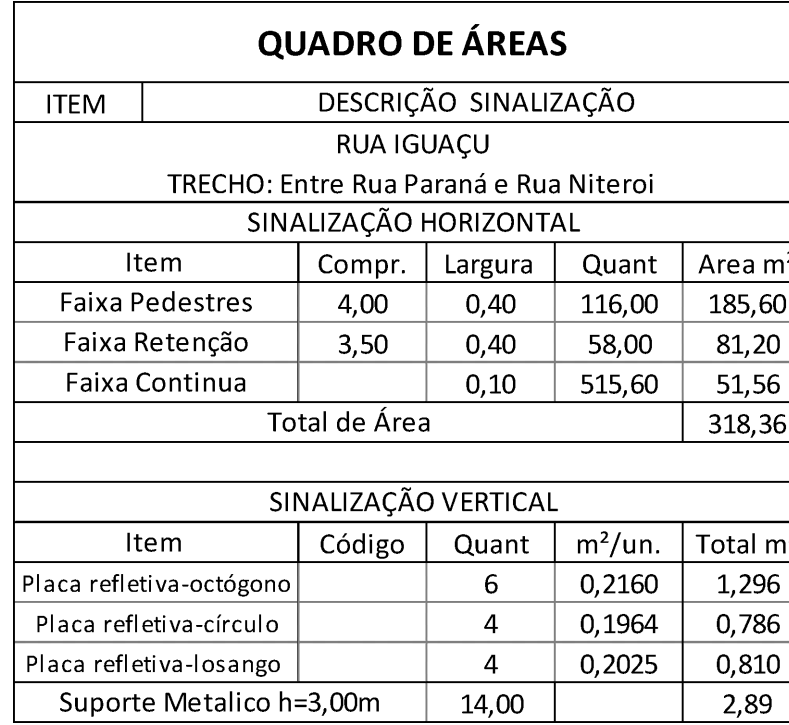 QUADRO DE ÁREAS
ITEM DESCRIÇÃO SINALIZAÇÃO
RUA IGUAÇU
TRECHO: Entre Rua Paraná e Rua Niteroi
SINALIZAÇÃO HORIZONTAL
Item Compr. Largura Quant Area m²
Faixa Pedestres 4,00 0,40 116,00 185,60
Faixa Retenção 3,50 0,40 58,00 81,20
Faixa Continua 0,10 515,60 51,56
Total de Área 318,36
SINALIZAÇÃO VERTICAL
Item Código Quant m²/un. Total m
Placa refletiva-octógono 6 0,2160 1,296
Placa refletiva-círculo 4 0,1964 0,786
Placa refletiva-losango 4 0,2025 0,810
Suporte Metalico h=3,00m 14,00 2,89